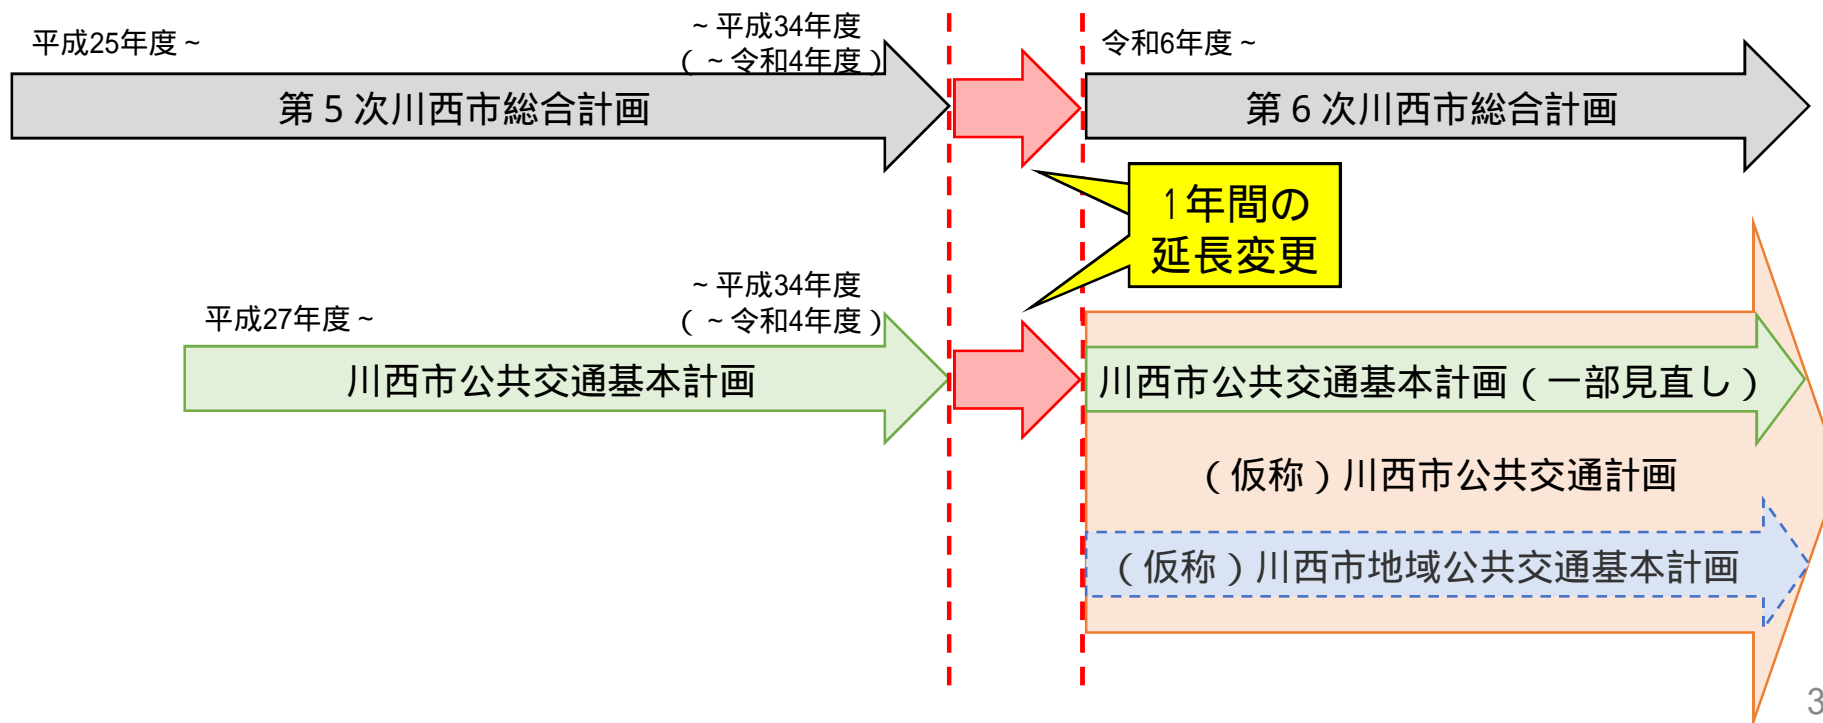 平成25年度~
~平成34年度
(~令和4年度)
令和6年度~
第5次川西市総合計画
第6次川西市総合計画
1年間の
延長変更
平成27年度~
~平成34年度
(~令和4年度)
川西市公共交通基本計画
川西市公共交通基本計画(一部見直し)
(仮称)川西市公共交通計画
(仮称)川西市地域公共交通基本計画
3